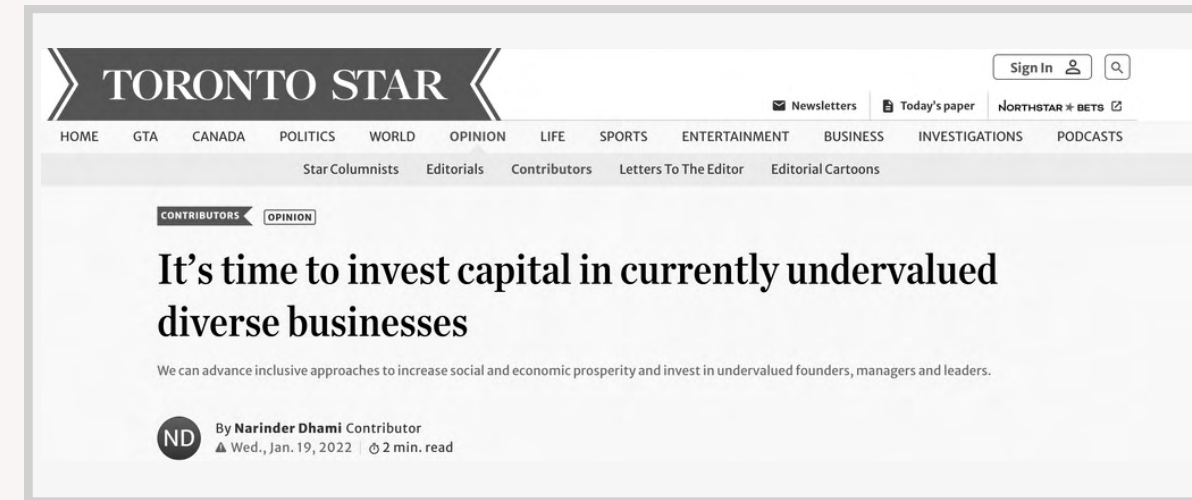 TORONTO STAR
Sign In
Newsletters Today's paper NORTHSTAR BETS
HOME GTA CANADA POLITICS WORLD OPINION LIFE SPORTS ENTERTAINMENT BUSINESS INVESTIGATIONS PODCASTS
Star Columnists Editorials Contributors Letters To The Editor Editorial Cartoons
CONTRIBUTORS OPINION
It's time to invest capital in currently undervalued
diverse businesses
We can advance inclusive approaches to increase social and economic prosperity and invest in undervalued founders, managers and leaders.
ND
By Narinder Dhami Contributor
Wed., Jan. 19, 2022 2 min. read